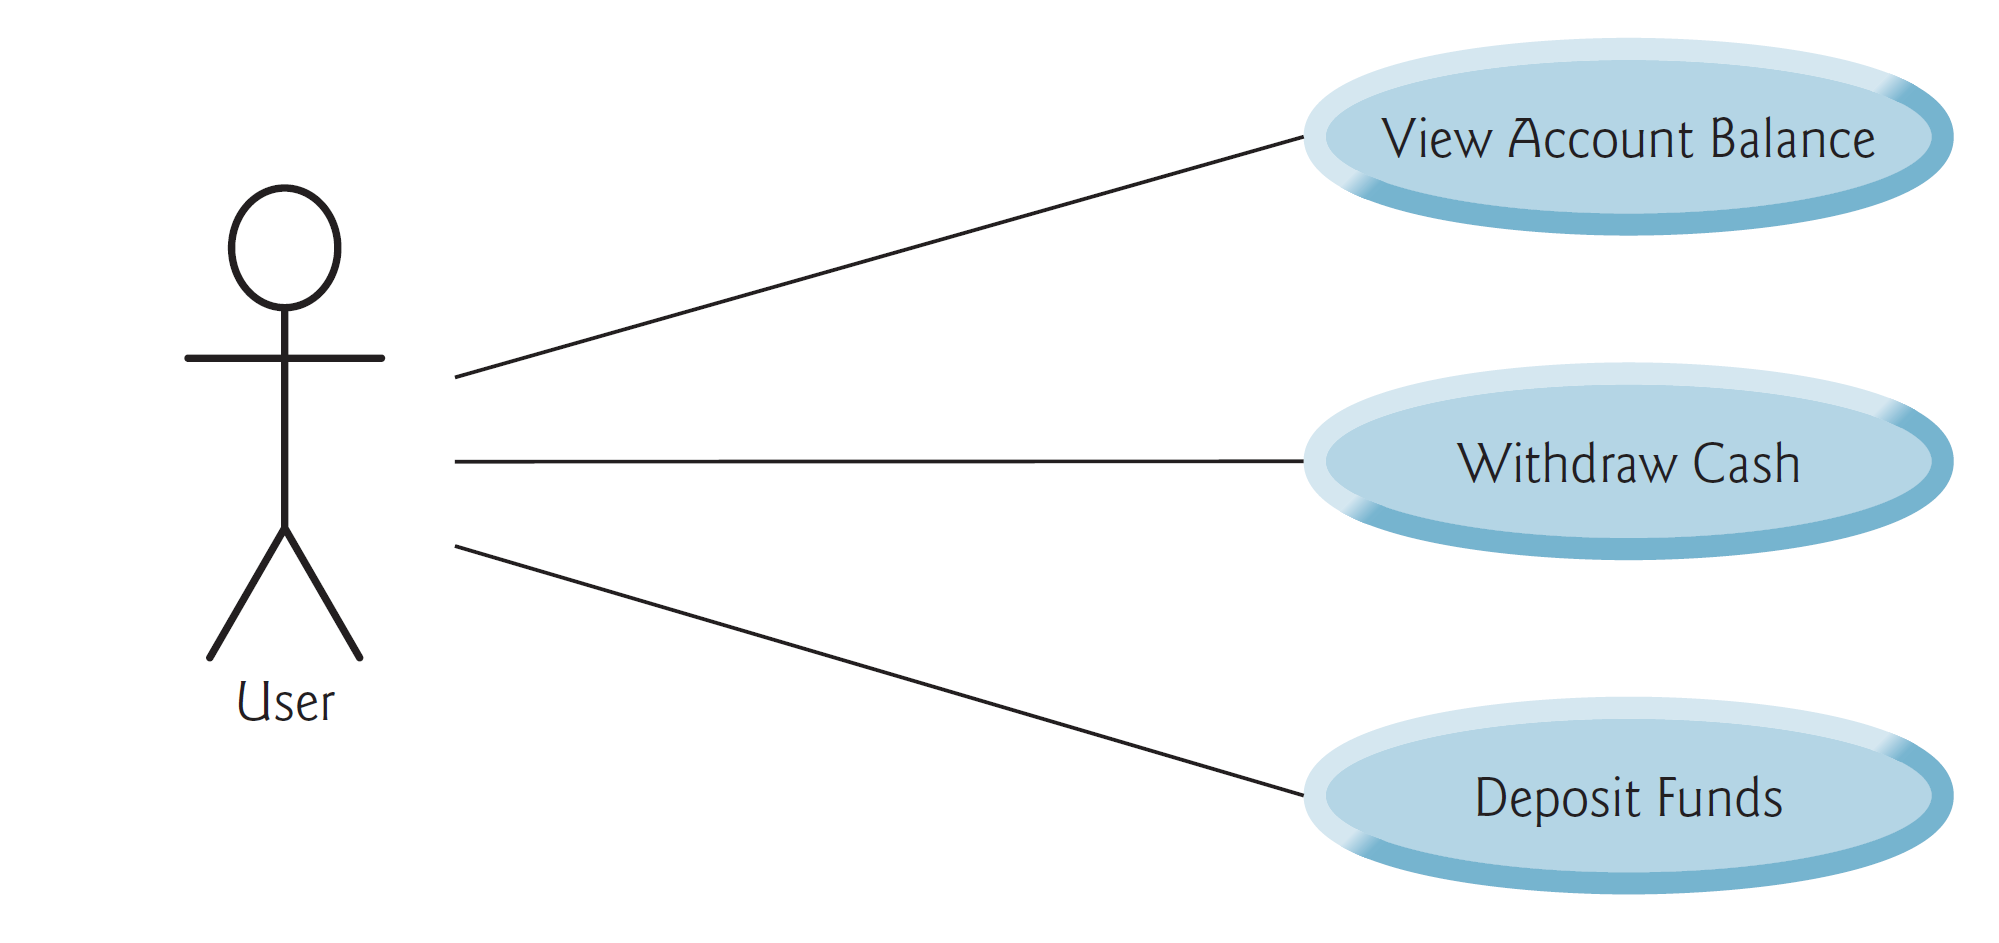 View Account Balance
Withdraw Cash
User
Deposit Funds